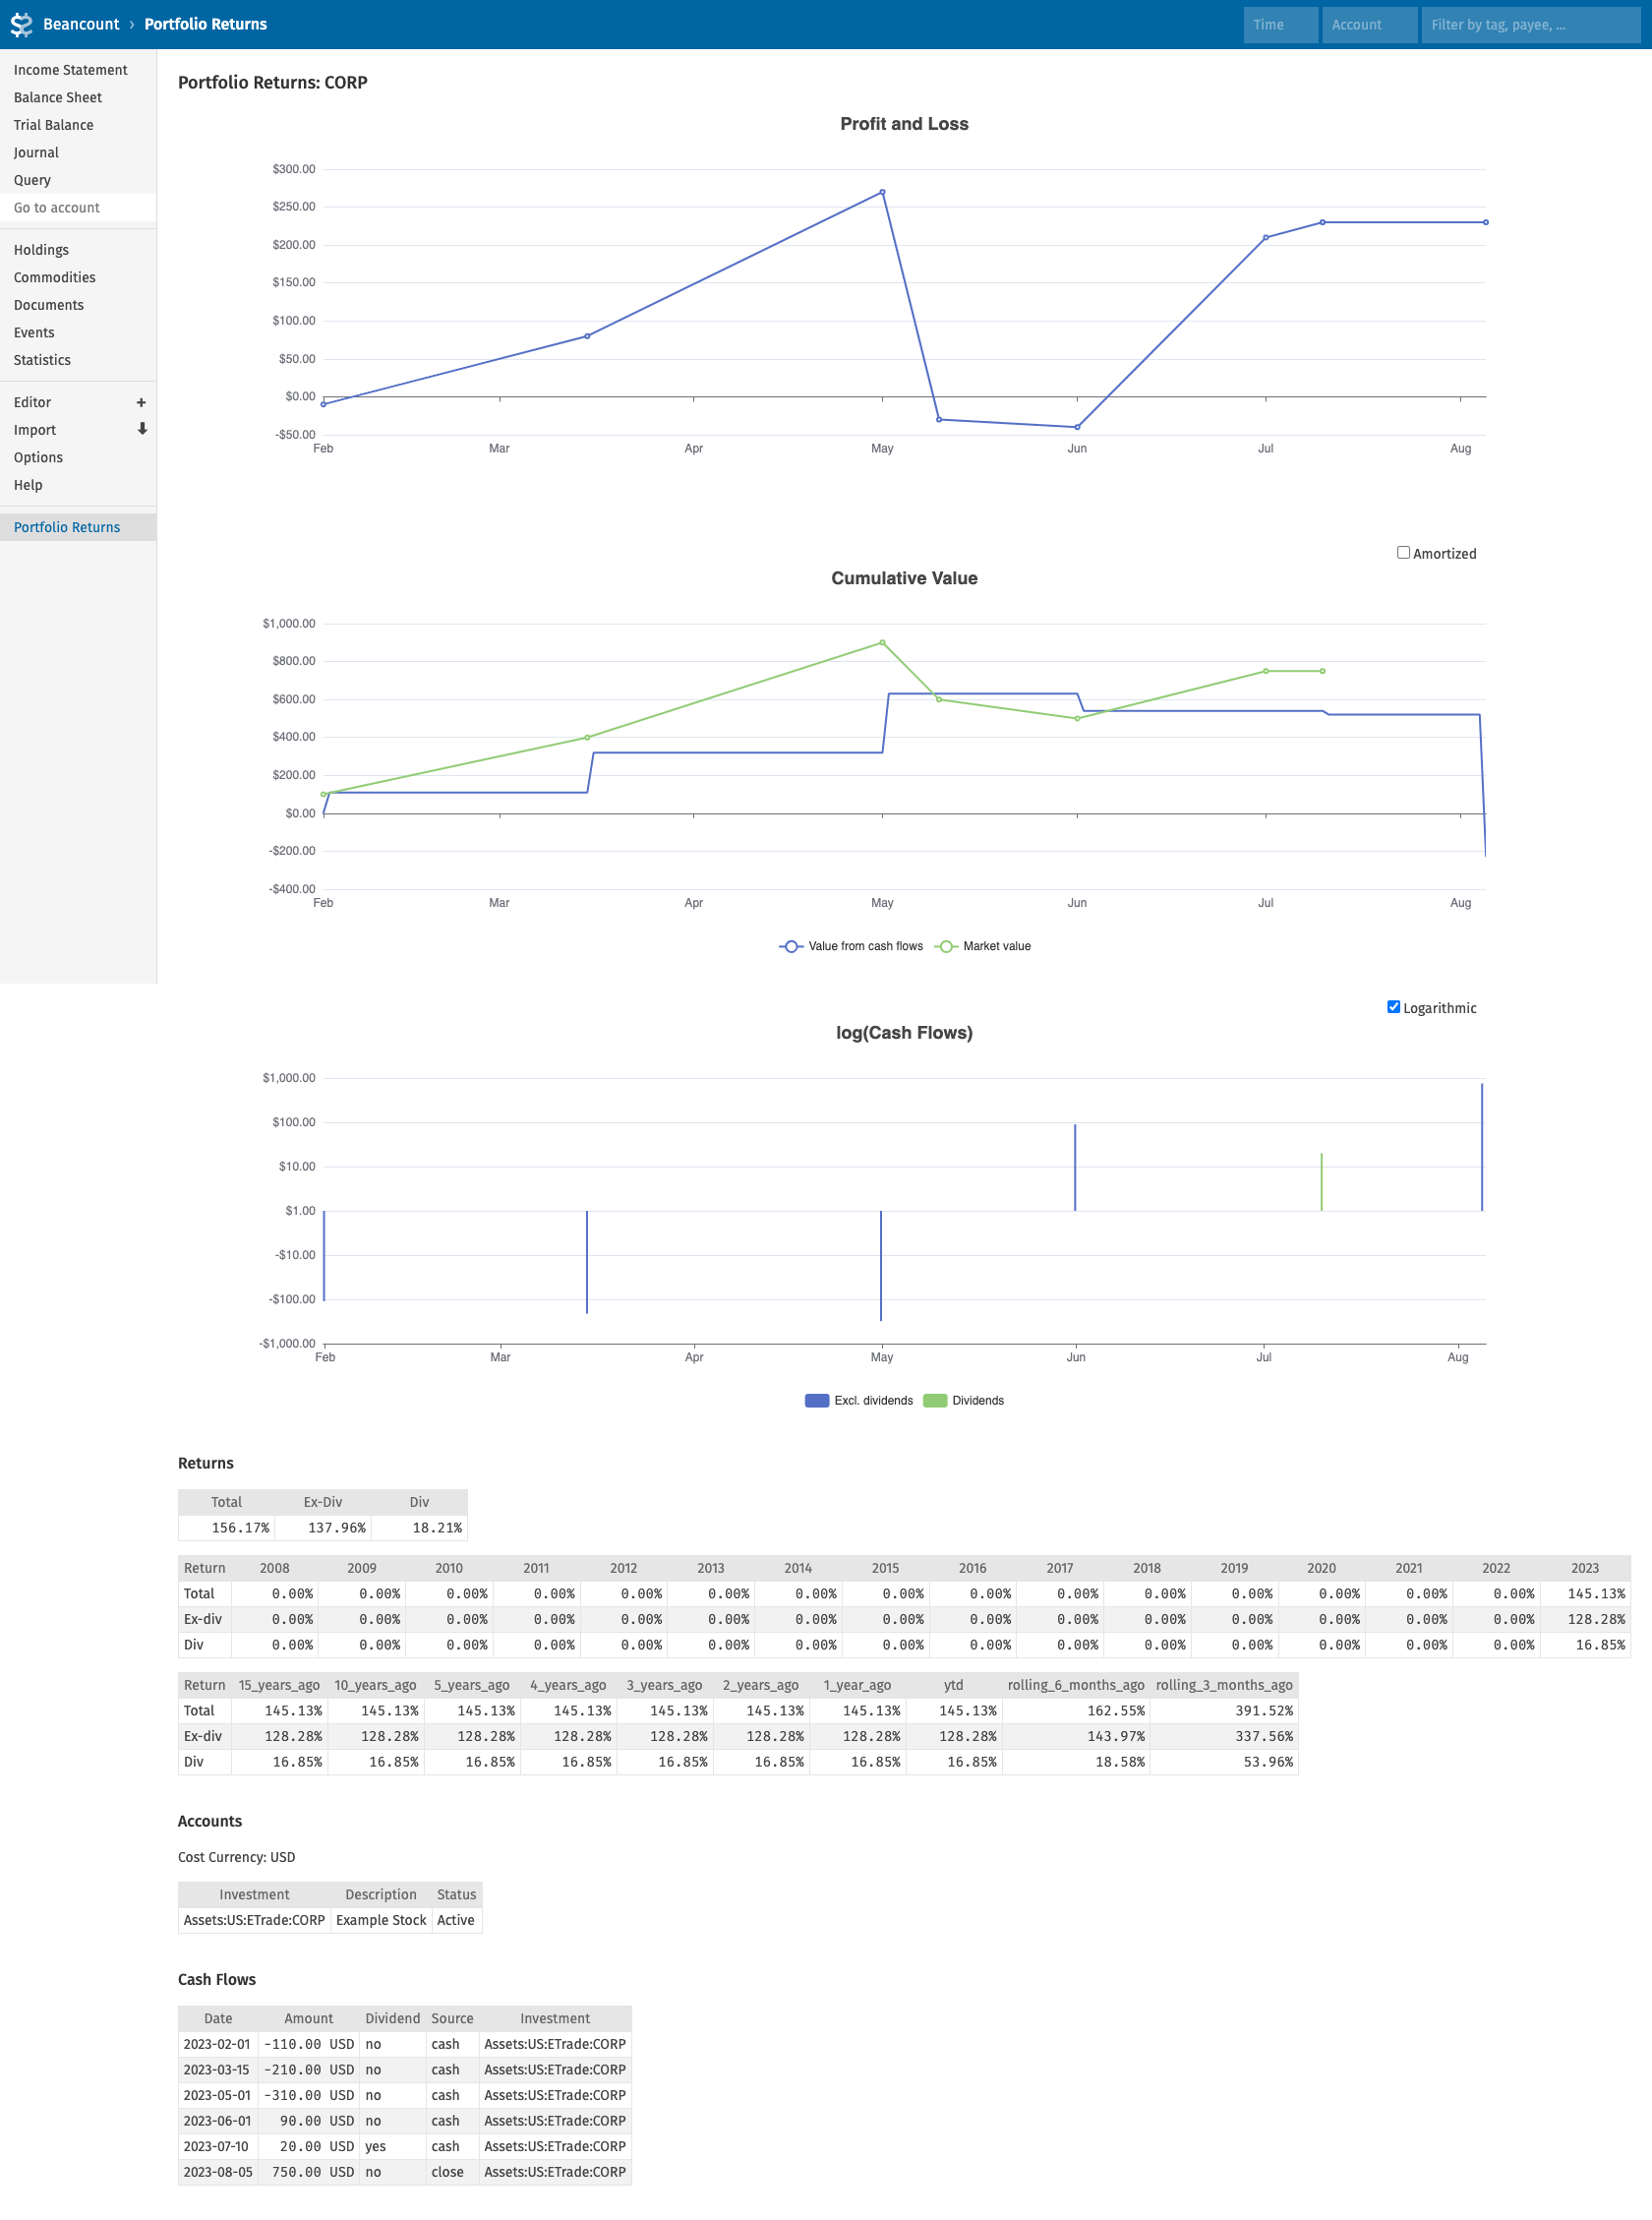 Beancount › Portfolio Returns Time Account Filter by tag, payee, ...
Income Statement
Balance Sheet
Trial Balance
Journal
Query
Go to account
Holdings
Commodities
Documents
Events
Statistics
Editor +
Import
Options
Help
Portfolio Returns
Portfolio Returns: CORP
Profit and Loss
$300.00
$250.00
$200.00
$150.00
$100.00
$50.00
$0.00
-$50.00
Feb Mar Apr May Jun Jul Aug
Amortized
Cumulative Value
$1,000.00
$800.00
$600.00
$400.00
$200.00
$0.00
-$200.00
-$400.00
Feb Mar Apr May Jun Jul Aug
Value from cash flows Market value
Logarithmic
log(Cash Flows)
$1,000.00
$100.00
$10.00
$1.00
-$10.00
-$100.00
-$1,000.00
Feb Mar Apr May Jun Jul Aug
Excl. dividends Dividends
Returns
Total Ex-Div Div
156.17% 137.96% 18.21%
Return 2008 2009 2010 2011 2012 2013 2014 2015 2016 2017 2018 2019 2020 2021 2022 2023
Total 0.00% 0.00% 0.00% 0.00% 0.00% 0.00% 0.00% 0.00% 0.00% 0.00% 0.00% 0.00% 0.00% 0.00% 0.00% 145.13%
Ex-div 0.00% 0.00% 0.00% 0.00% 0.00% 0.00% 0.00% 0.00% 0.00% 0.00% 0.00% 0.00% 0.00% 0.00% 0.00% 128.28%
Div 0.00% 0.00% 0.00% 0.00% 0.00% 0.00% 0.00% 0.00% 0.00% 0.00% 0.00% 0.00% 0.00% 0.00% 0.00% 16.85%
Return 15_years_ago 10_years_ago 5_years_ago 4_years_ago 3_years_ago 2_years_ago 1_year_ago ytd rolling_6_months_ago rolling_3_months_ago
Total 145.13% 145.13% 145.13% 145.13% 145.13% 145.13% 145.13% 145.13% 162.55% 391.52%
Ex-div 128.28% 128.28% 128.28% 128.28% 128.28% 128.28% 128.28% 128.28% 143.97% 337.56%
Div 16.85% 16.85% 16.85% 16.85% 16.85% 16.85% 16.85% 16.85% 18.58% 53.96%
Accounts
Cost Currency: USD
Investment Description Status
Assets:US:ETrade:CORP Example Stock Active
Cash Flows
Date Amount Dividend Source Investment
2023-02-01 -110.00 USD no cash Assets:US:ETrade:CORP
2023-03-15 -210.00 USD no cash Assets:US:ETrade:CORP
2023-05-01 -310.00 USD no cash Assets:US:ETrade:CORP
2023-06-01 90.00 USD no cash Assets:US:ETrade:CORP
2023-07-10 20.00 USD yes cash Assets:US:ETrade:CORP
2023-08-05 750.00 USD no close Assets:US:ETrade:CORP